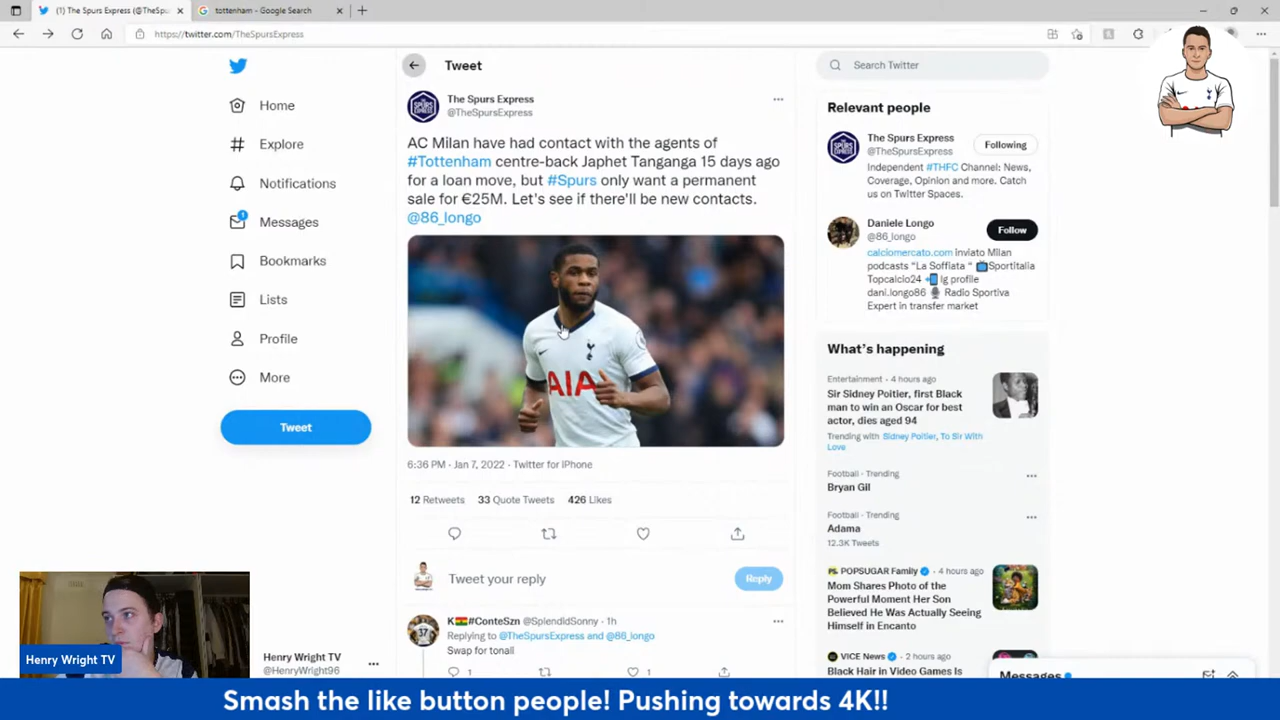 (1) The Spurs Express (@TheSpu
tottenham - Google Search
https://twitter.com/TheSpursExpress
Home
Explore
Notifications
1
Messages
Bookmarks
Lists
Profile
More
Tweet
Henry Wright TV
@HenryWright96
Tweet
The Spurs Express
@TheSpursExpress
AC Milan have had contact with the agents of
#Tottenham centre-back Japhet Tanganga 15 days ago
for a loan move, but #Spurs only want a permanent
sale for €25M. Let's see if there'll be new contacts.
@86_longo
AIA
6:36 PM · Jan 7, 2022 · Twitter for iPhone
12 Retweets 33 Quote Tweets 426 Likes
Tweet your reply
Reply
K🇬🇭#ConteSzn @SplendldSonny · 1h
Replying to @TheSpursExpress and @86_longo
Swap for tonali
1
1
Search Twitter
Relevant people
THE SPURS EXPRESS
The Spurs Express
@TheSpursExpress
Following
Independent #THFC Channel: News,
Coverage, Opinion and more. Catch
us on Twitter Spaces.
Daniele Longo
@86_longo
Follow
calciomercato.com inviato Milan
podcasts "La Soffiata " Sportitalia
Topcalcio24 Ig profile
dani.longo86 Radio Sportiva
Expert in transfer market
What's happening
Entertainment · 4 hours ago
Sir Sidney Poitier, first Black
man to win an Oscar for best
actor, dies aged 94
Trending with Sidney Poitier, To Sir With
Love
Football · Trending
Bryan Gil
Football · Trending
Adama
12.3K Tweets
POPSUGAR Family · 4 hours ago
Mom Shares Photo of the
Powerful Moment Her Son
Believed He Was Actually Seeing
Himself in Encanto
VICE News · 2 hours ago
Black Hair in Video Games Is
Messages
Henry Wright TV
Smash the like button people! Pushing towards 4K!!